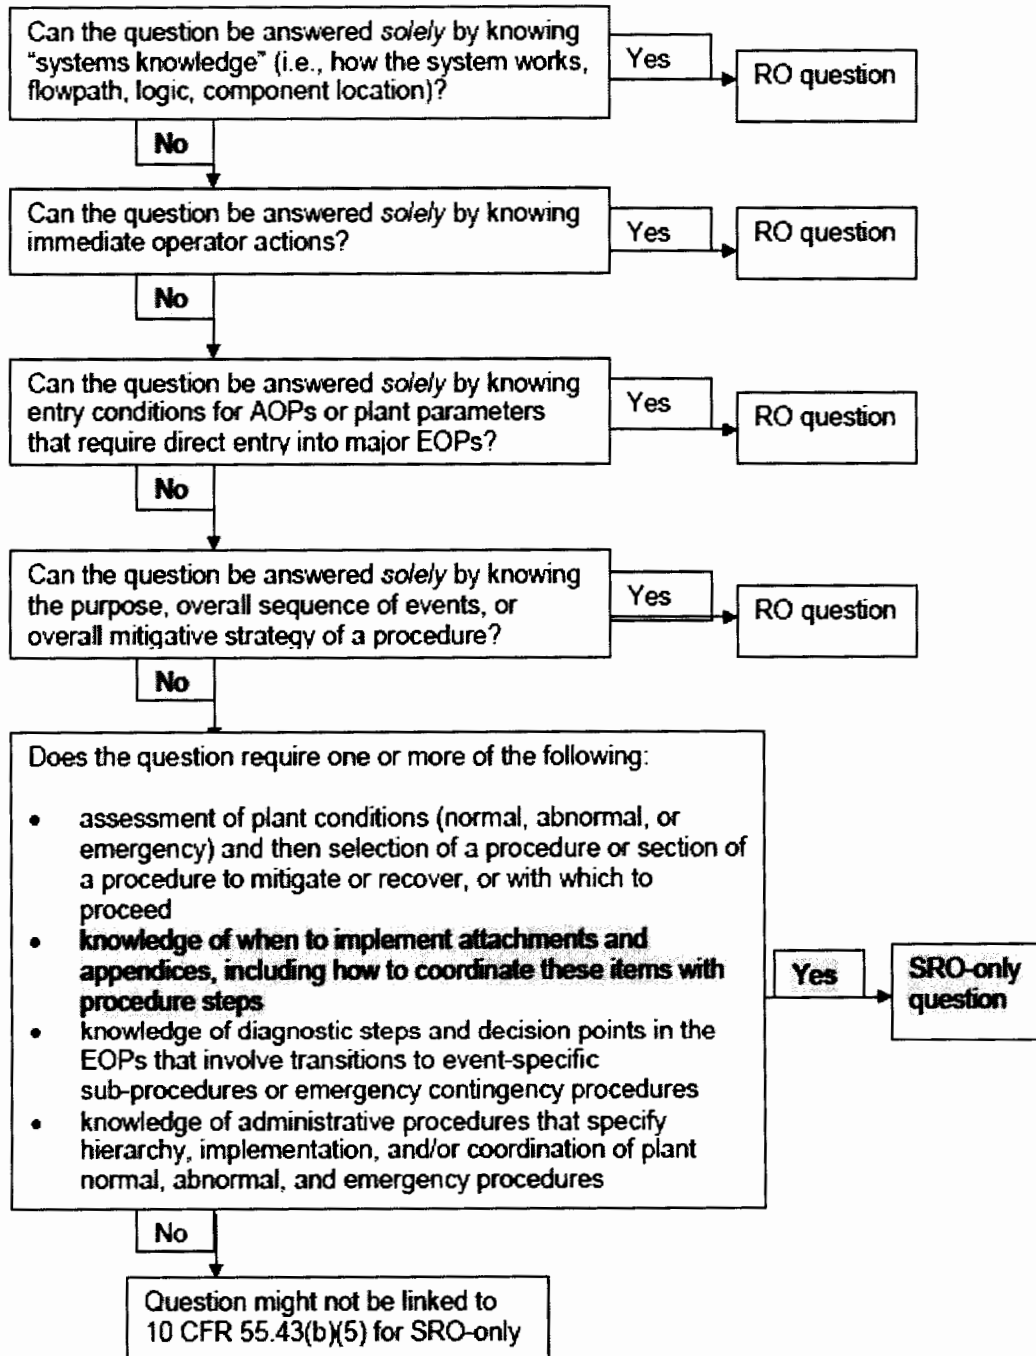 Can the question be answered solely by knowing
"systems knowledge" (i.e., how the system works,
flowpath, logic, component location)?
Yes
RO question
No
Can the question be answered solely by knowing
immediate operator actions?
Yes
RO question
No
Can the question be answered solely by knowing
entry conditions for AOPs or plant parameters
that require direct entry into major EOPs?
Yes
RO question
No
Can the question be answered solely by knowing
the purpose, overall sequence of events, or
overall mitigative strategy of a procedure?
Yes
RO question
No
Does the question require one or more of the following:
• assessment of plant conditions (normal, abnormal, or
emergency) and then selection of a procedure or section of
a procedure to mitigate or recover, or with which to
proceed
• knowledge of when to implement attachments and
appendices, including how to coordinate these items with
procedure steps
• knowledge of diagnostic steps and decision points in the
EOPs that involve transitions to event-specific
sub-procedures or emergency contingency procedures
• knowledge of administrative procedures that specify
hierarchy, implementation, and/or coordination of plant
normal, abnormal, and emergency procedures
Yes
SRO-only
question
No
Question might not be linked to
10 CFR 55.43(b)(5) for SRO-only